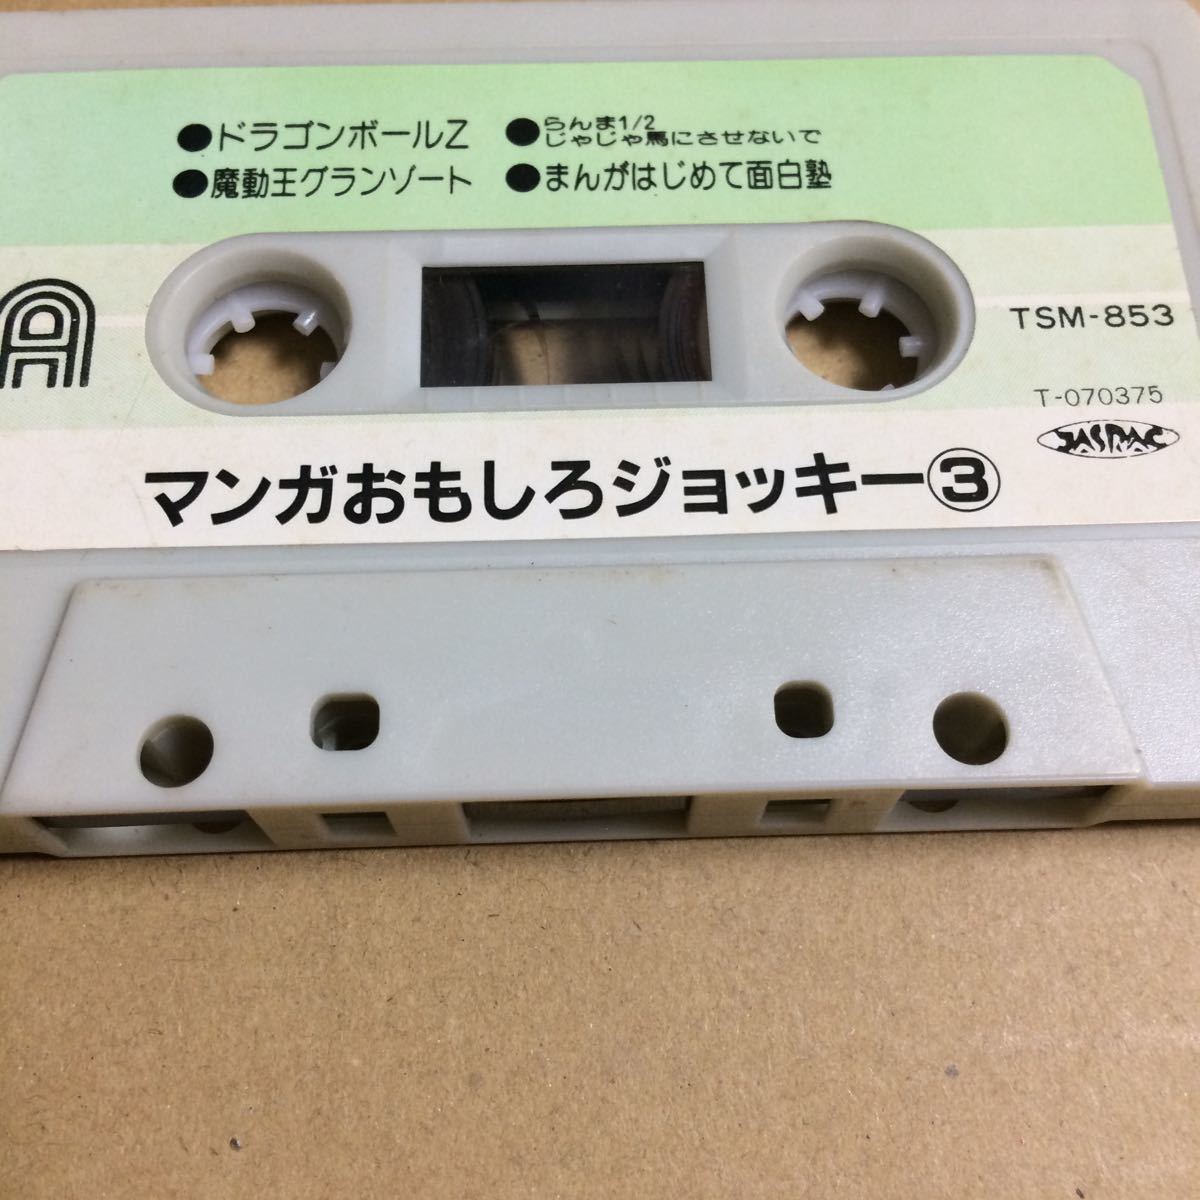 ●ドラゴンボールZ
●魔動王グランゾート
●らんま1/2
じゃじゃ馬にさせないで
●まんがはじめて面白塾
A
TSM-853
T-070375
JASRAC
マンガおもしろジョッキー③